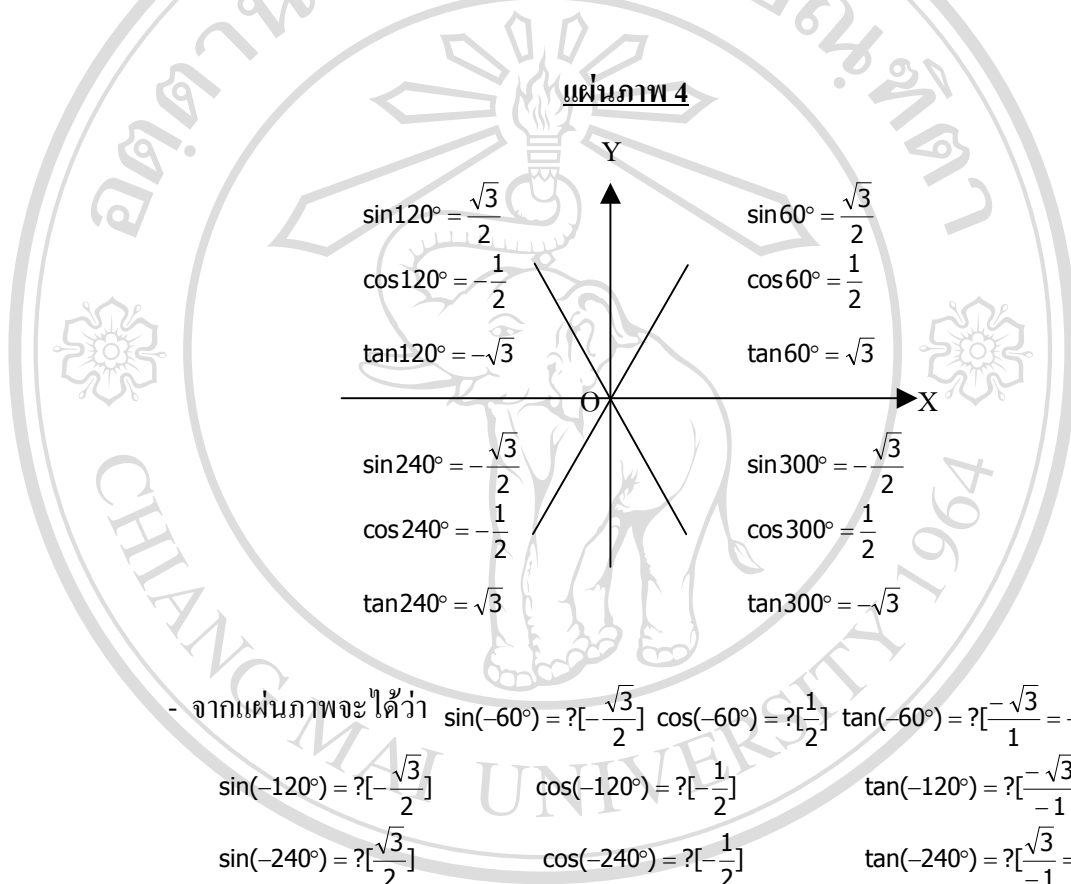 แผ่นภาพ 4
Y
sin120° = √3/2 sin60° = √3/2
cos120° = −1/2 cos60° = 1/2
tan120° = −√3 tan60° = √3
O X
sin240° = −√3/2 sin300° = −√3/2
cos240° = −1/2 cos300° = 1/2
tan240° = √3 tan300° = −√3
- จากแผ่นภาพจะได้ว่า sin(−60°) = ?[−√3/2] cos(−60°) = ?[1/2] tan(−60°) = ?[−√3/1 = −
sin(−120°) = ?[−√3/2] cos(−120°) = ?[−1/2] tan(−120°) = ?[−√3/−1
sin(−240°) = ?[√3/2] cos(−240°) = ?[−1/2] tan(−240°) = ?[√3/−1 =
CHIANG MAI UNIVERSITY 1964